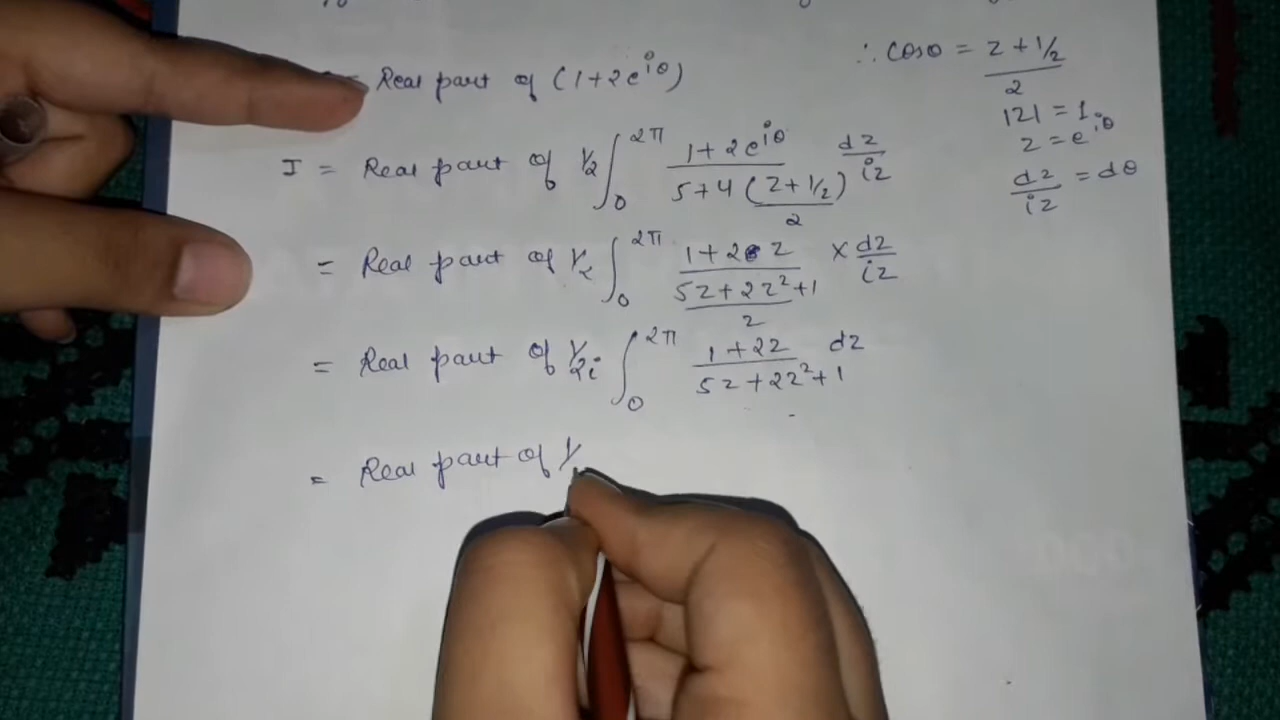 = Real part of (1+2e^{iθ})
∴ cosθ = (z+1/z)/2
|z| = 1
z = e^{iθ}
dz/iz = dθ
I = Real part of 1/2 ∫_0^{2π} (1+2e^{iθ})/(5+4((z+1/z)/2)) dz/iz
= Real part of 1/2 ∫_0^{2π} (1+2z)/((5z+2z²+1)/z) × dz/iz
= Real part of 1/2i ∫_0^{2π} (1+2z)/(5z+2z²+1) dz
= Real part of 1/